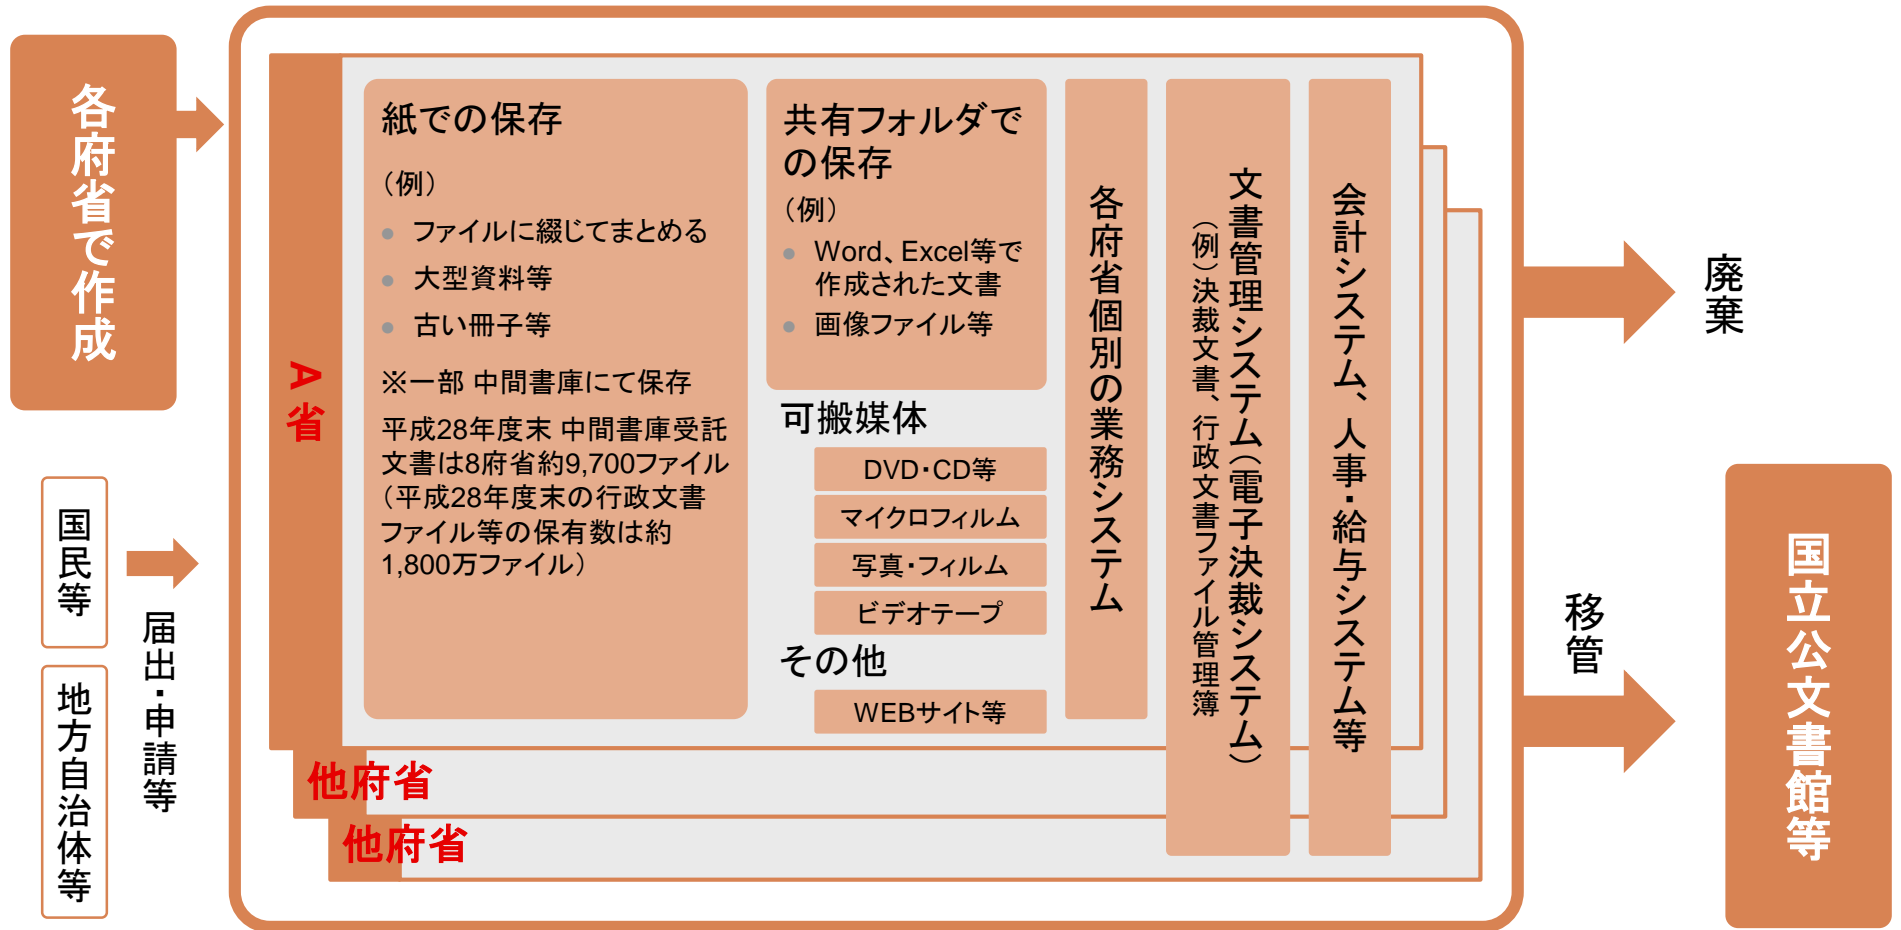 各府省で作成
国民等
地方自治体等
届出・申請等
A省
紙での保存
（例）
● ファイルに綴じてまとめる
● 大型資料等
● 古い冊子等
※一部 中間書庫にて保存
平成28年度末 中間書庫受託
文書は8府省約9,700ファイル
（平成28年度末の行政文書
ファイル等の保有数は約
1,800万ファイル）
共有フォルダで
の保存
（例）
● Word、Excel等で
作成された文書
● 画像ファイル等
可搬媒体
DVD・CD等
マイクロフィルム
写真・フィルム
ビデオテープ
その他
WEBサイト等
各府省個別の業務システム
文書管理システム（電子決裁システム）
（例）決裁文書、行政文書ファイル管理簿
会計システム、人事・給与システム等
他府省
他府省
廃棄
移管
国立公文書館等